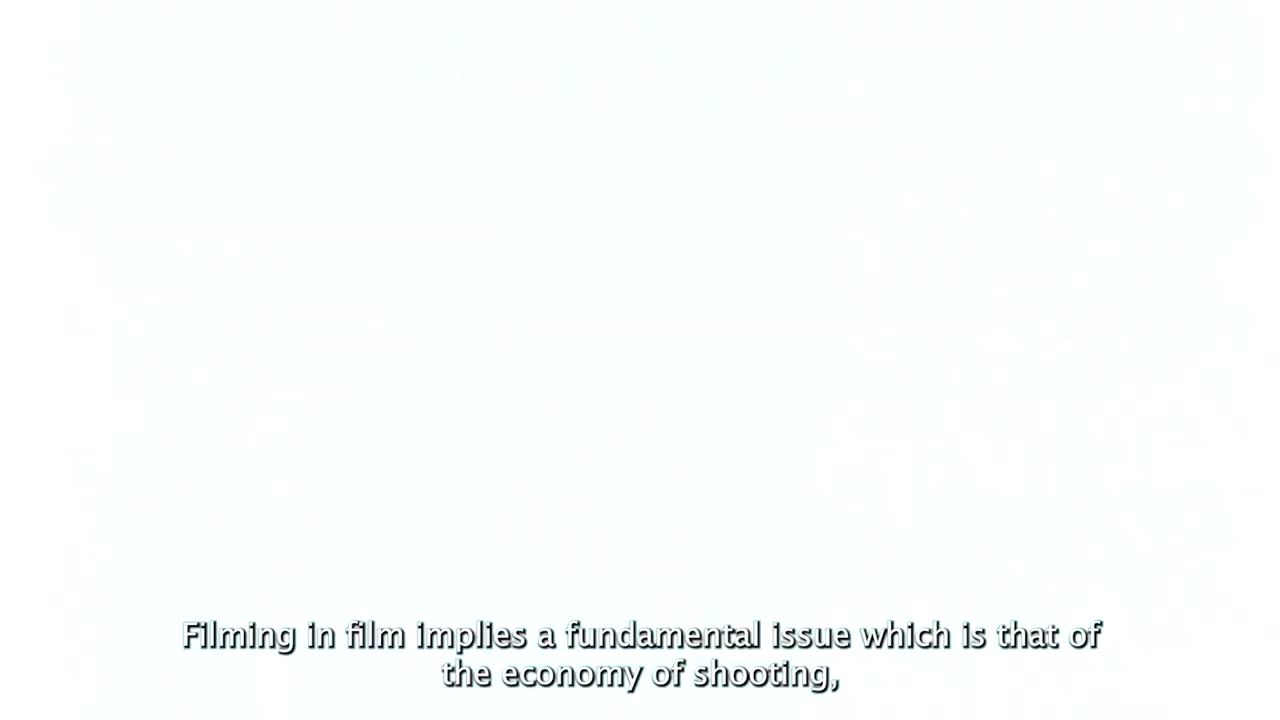 Filming in film implies a fundamental issue which is that of
the economy of shooting,